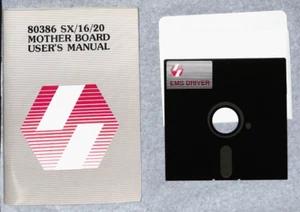 80386 SX/16/20
MOTHER BOARD
USER'S MANUAL
EMS DRIVER